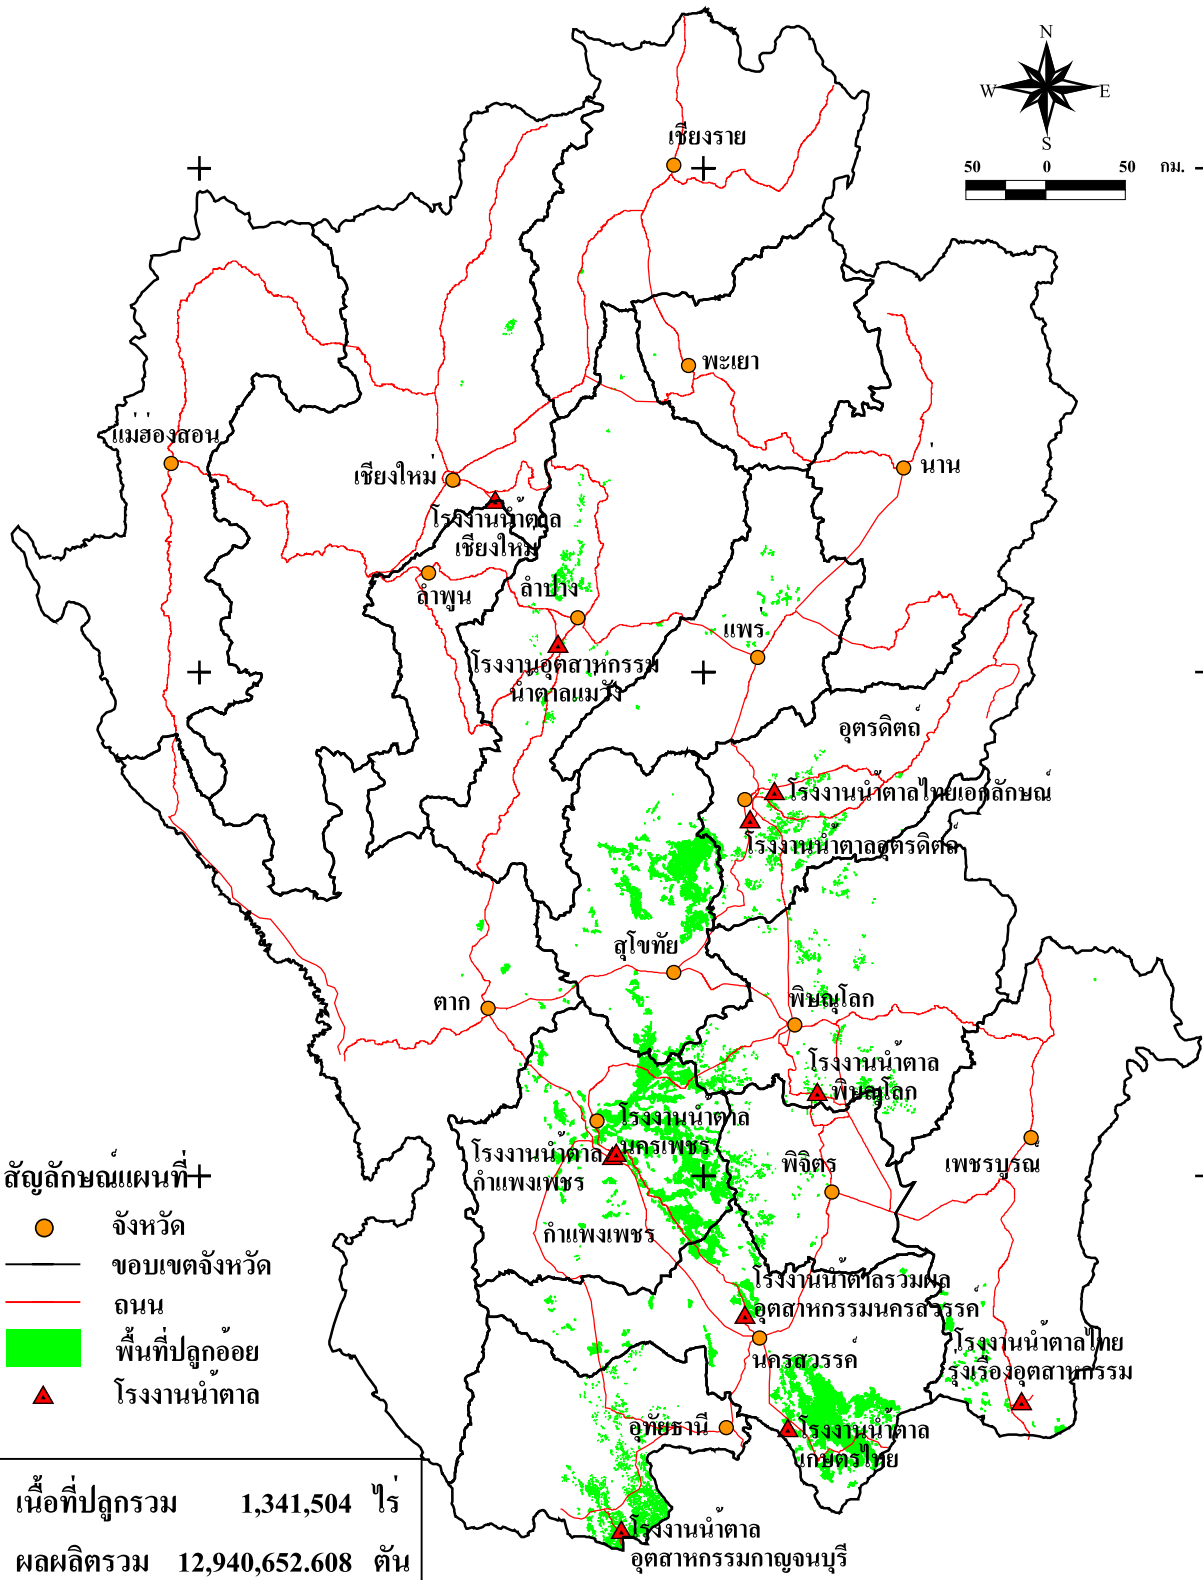 N
W
E
S
50
0
50
กม.
เชียงราย
พะเยา
แม่ฮ่องสอน
เชียงใหม่
น่าน
โรงงานน้ำตาล
เชียงใหม่
ลำพูน
ลำปาง
แพร่
โรงงานอุตสาหกรรม
น้ำตาลแม่วัง
อุตรดิตถ์
โรงงานน้ำตาลไทยเอกลักษณ์
โรงงานน้ำตาลอุตรดิตถ์
สุโขทัย
ตาก
พิษณุโลก
โรงงานน้ำตาล
พิษณุโลก
โรงงานน้ำตาล
นครเพชร
โรงงานน้ำตาล
กำแพงเพชร
พิจิตร
เพชรบูรณ์
กำแพงเพชร
โรงงานน้ำตาลรวมผล
อุตสาหกรรมนครสวรรค์
นครสวรรค์
โรงงานน้ำตาลไทย
รุ่งเรืองอุตสาหกรรม
อุทัยธานี
โรงงานน้ำตาล
เกษตรไทย
โรงงานน้ำตาล
อุตสาหกรรมกาญจนบุรี
สัญลักษณ์แผนที่
จังหวัด
ขอบเขตจังหวัด
ถนน
พื้นที่ปลูกอ้อย
โรงงานน้ำตาล
เนื้อที่ปลูกรวม 1,341,504 ไร่
ผลผลิตรวม 12,940,652.608 ตัน